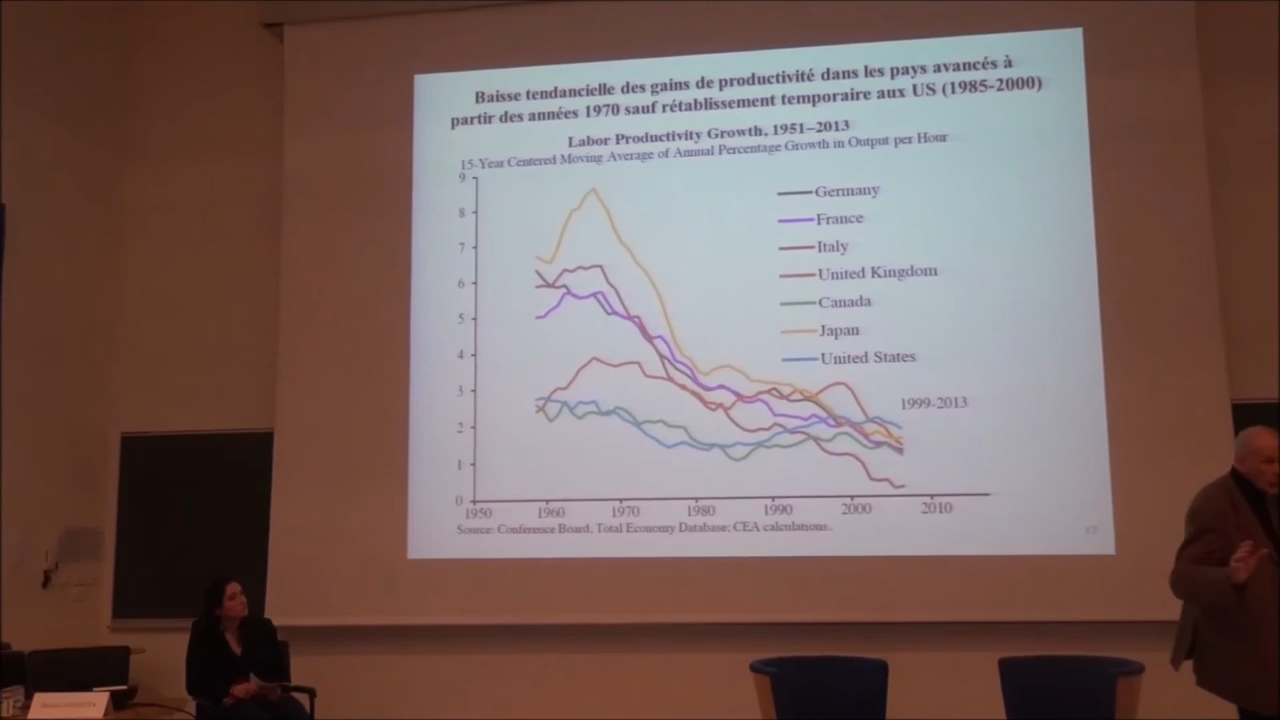 Baisse tendancielle des gains de productivité dans les pays avancés à
partir des années 1970 sauf rétablissement temporaire aux US (1985-2000)
Labor Productivity Growth, 1951–2013
15-Year Centered Moving Average of Annual Percentage Growth in Output per Hour
9
8
7
6
5
4
3
2
1
0
Germany
France
Italy
United Kingdom
Canada
Japan
United States
1999-2013
1950 1960 1970 1980 1990 2000 2010
Source: Conference Board, Total Economy Database; CEA calculations.